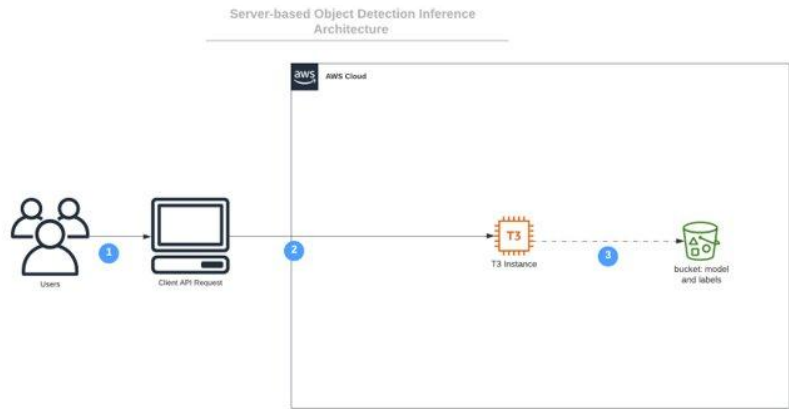 Server-based Object Detection Inference
Architecture
aws
AWS Cloud
1
2
T3
3
Users
Client API Request
T3 Instance
bucket: model
and labels